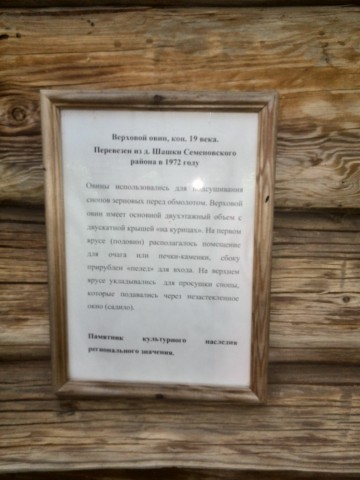 Верховой овин, кон. 19 века.
Перевезен из д. Шашки Семеновского
района в 1972 году
Овины использовались для подсушивания
снопов зерновых перед обмолотом. Верховой
овин имеет основной двухэтажный объем с
двускатной крышей «на курицах». На первом
ярусе (подовин) располагалось помещение
для очага или печки-каменки, сбоку
прирублен «пелед» для входа. На верхнем
ярусе укладывались для просушки снопы,
которые подавались через незастекленное
окно (садило).
Памятник культурного наследия
регионального значения.